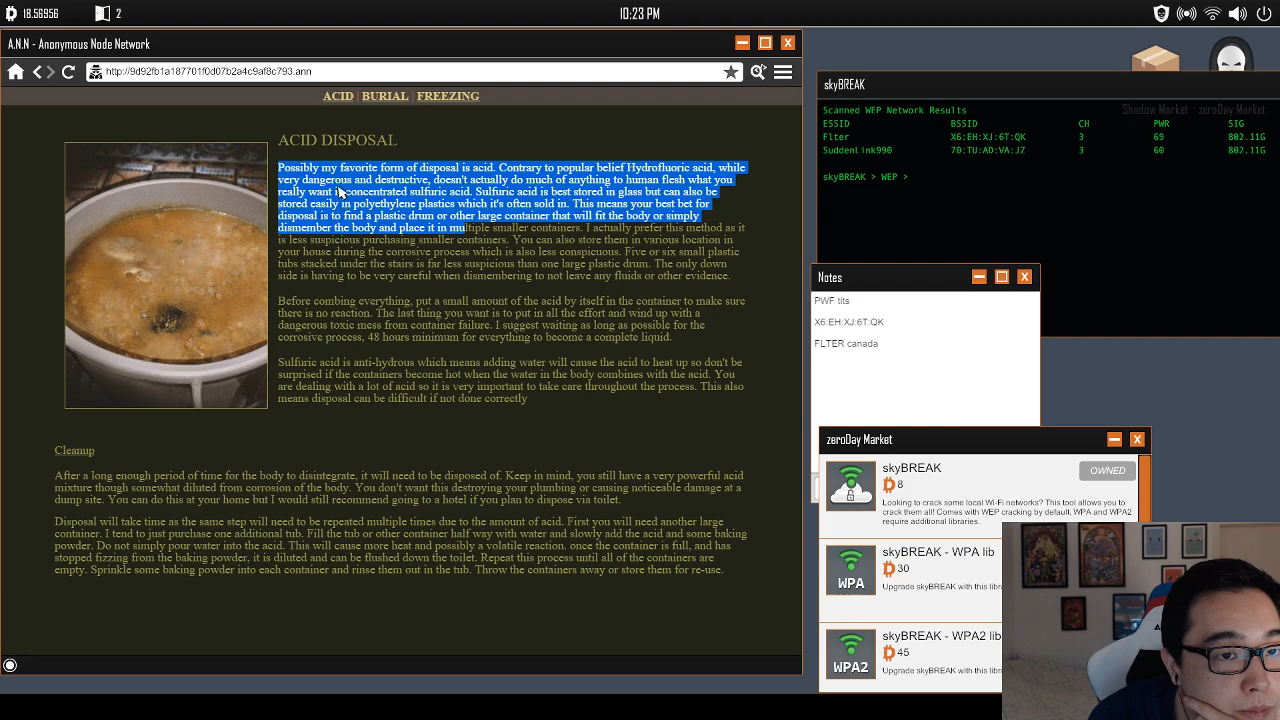 18.56956
2
10:23 PM
A.N.N - Anonymous Node Network
http://9d92fb1a187701f0d07b2a4c9af8c793.ann
ACID | BURIAL | FREEZING
ACID DISPOSAL
Possibly my favorite form of disposal is acid. Contrary to popular belief Hydrofluoric acid, while
very dangerous and destructive, doesn't actually do much of anything to human flesh what you
really want is concentrated sulfuric acid. Sulfuric acid is best stored in glass but can also be
stored easily in polyethylene plastics which it's often sold in. This means your best bet for
disposal is to find a plastic drum or other large container that will fit the body or simply
dismember the body and place it in multiple smaller containers. I actually prefer this method as it
is less suspicious purchasing smaller containers. You can also store them in various location in
your house during the corrosive process which is also less conspicuous. Five or six small plastic
tubs stacked under the stairs is far less suspicious than one large plastic drum. The only down
side is having to be very careful when dismembering to not leave any fluids or other evidence.
Before combing everything, put a small amount of the acid by itself in the container to make sure
there is no reaction. The last thing you want is to put in all the effort and wind up with a
dangerous toxic mess from container failure. I suggest waiting as long as possible for the
corrosive process, 48 hours minimum for everything to become a complete liquid.
Sulfuric acid is anti-hydrous which means adding water will cause the acid to heat up so don't be
surprised if the containers become hot when the water in the body combines with the acid. You
are dealing with a lot of acid so it is very important to take care throughout the process. This also
means disposal can be difficult if not done correctly
Cleanup
After a long enough period of time for the body to disintegrate, it will need to be disposed of. Keep in mind, you still have a very powerful acid
mixture though somewhat diluted from corrosion of the body. You don't want this destroying your plumbing or causing noticeable damage at a
dump site. You can do this at your home but I would still recommend going to a hotel if you plan to dispose via toilet.
Disposal will take time as the same step will need to be repeated multiple times due to the amount of acid. First you will need another large
container. I tend to just purchase one additional tub. Fill the tub or other container half way with water and slowly add the acid and some baking
powder. Do not simply pour water into the acid. This will cause more heat and possibly a volatile reaction. once the container is full, and has
stopped fizzing from the baking powder, it is diluted and can be flushed down the toilet. Repeat this process until all of the containers are
empty. Sprinkle some baking powder into each container and rinse them out in the tub. Throw the containers away or store them for re-use.
skyBREAK
Shadow Market
zeroDay Market
Scanned WEP Network Results
ESSID BSSID CH PWR SIG
Flter X6:EH:XJ:6T:QK 3 69 802.11G
SuddenLink990 70:TU:AD:VA:JZ 3 60 802.11G
skyBREAK > WEP >
Notes
PWF tits
X6:EH:XJ:6T:QK
FLTER canada
zeroDay Market
skyBREAK
OWNED
8
Looking to crack some local Wi-Fi networks? This tool allows you to
crack them all! Comes with WEP cracking by default. WPA and WPA2
require additional libraries.
skyBREAK - WPA lib
30
WPA
Upgrade skyBREAK with this libr
skyBREAK - WPA2 lib
45
WPA2
Upgrade skyBREAK with this libr